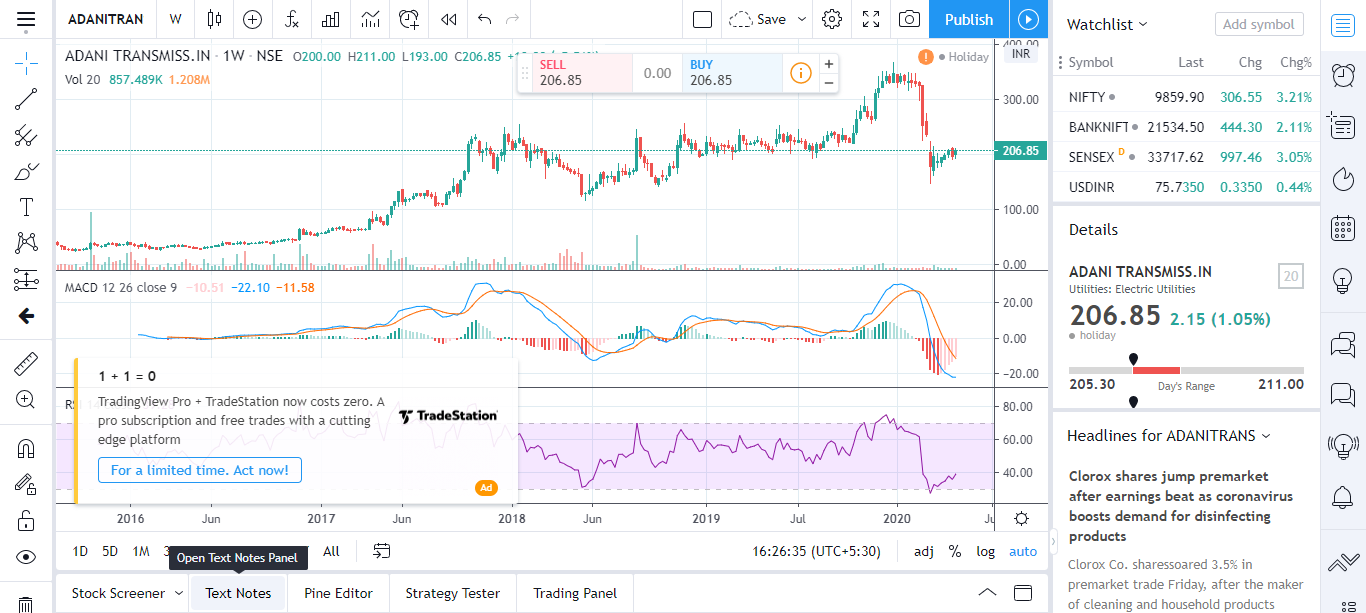 ADANITRAN W Save Publish
ADANI TRANSMISS.IN · 1W · NSE O200.00 H211.00 L193.00 C206.85
Vol 20 857.489K 1.208M
SELL
206.85
0.00
BUY
206.85
Holiday
INR
400.00
300.00
206.85
100.00
0.00
MACD 12 26 close 9 −10.51 −22.10 −11.58
20.00
0.00
−20.00
80.00
60.00
40.00
1 + 1 = 0
TradingView Pro + TradeStation now costs zero. A
pro subscription and free trades with a cutting
edge platform
For a limited time. Act now!
TradeStation
Ad
2016 Jun 2017 Jun 2018 Jun 2019 Jul 2020
1D 5D 1M All
16:26:35 (UTC+5:30) adj % log auto
Open Text Notes Panel
Stock Screener Text Notes Pine Editor Strategy Tester Trading Panel
Watchlist Add symbol
Symbol Last Chg Chg%
NIFTY 9859.90 306.55 3.21%
BANKNIFT 21534.50 444.30 2.11%
SENSEX D 33717.62 997.46 3.05%
USDINR 75.7350 0.3350 0.44%
Details
ADANI TRANSMISS.IN 20
Utilities: Electric Utilities
206.85 2.15 (1.05%)
holiday
205.30 Day's Range 211.00
Headlines for ADANITRANS
Clorox shares jump premarket
after earnings beat as coronavirus
boosts demand for disinfecting
products
Clorox Co. sharessoared 3.5% in
premarket trade Friday, after the maker
of cleaning and household products